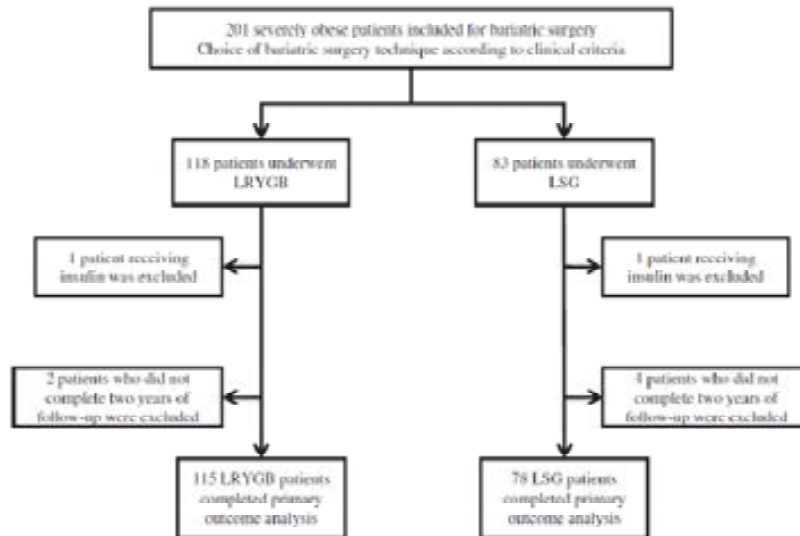 201 severely obese patients included for bariatric surgery
Choice of bariatric surgery technique according to clinical criteria
118 patients underwent
LRYGB
83 patients underwent
LSG
1 patient receiving
insulin was excluded
1 patient receiving
insulin was excluded
2 patients who did not
complete two years of
follow-up were excluded
4 patients who did not
complete two years of
follow-up were excluded
115 LRYGB patients
completed primary
outcome analysis
78 LSG patients
completed primary
outcome analysis